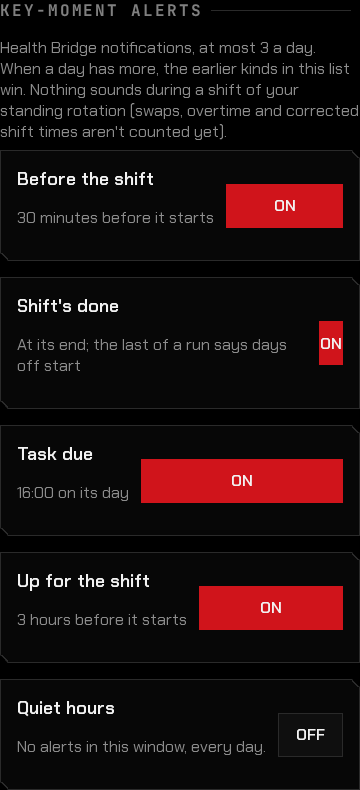 KEY-MOMENT ALERTS
Health Bridge notifications, at most 3 a day.
When a day has more, the earlier kinds in this list
win. Nothing sounds during a shift of your
standing rotation [swaps, overtime and corrected
shift times aren't counted yet].
Before the shift
30 minutes before it starts
ON
Shift's done
At its end; the last of a run says days
off start
ON
Task due
16:00 on its day
ON
Up for the shift
3 hours before it starts
ON
Quiet hours
No alerts in this window, every day.
OFF